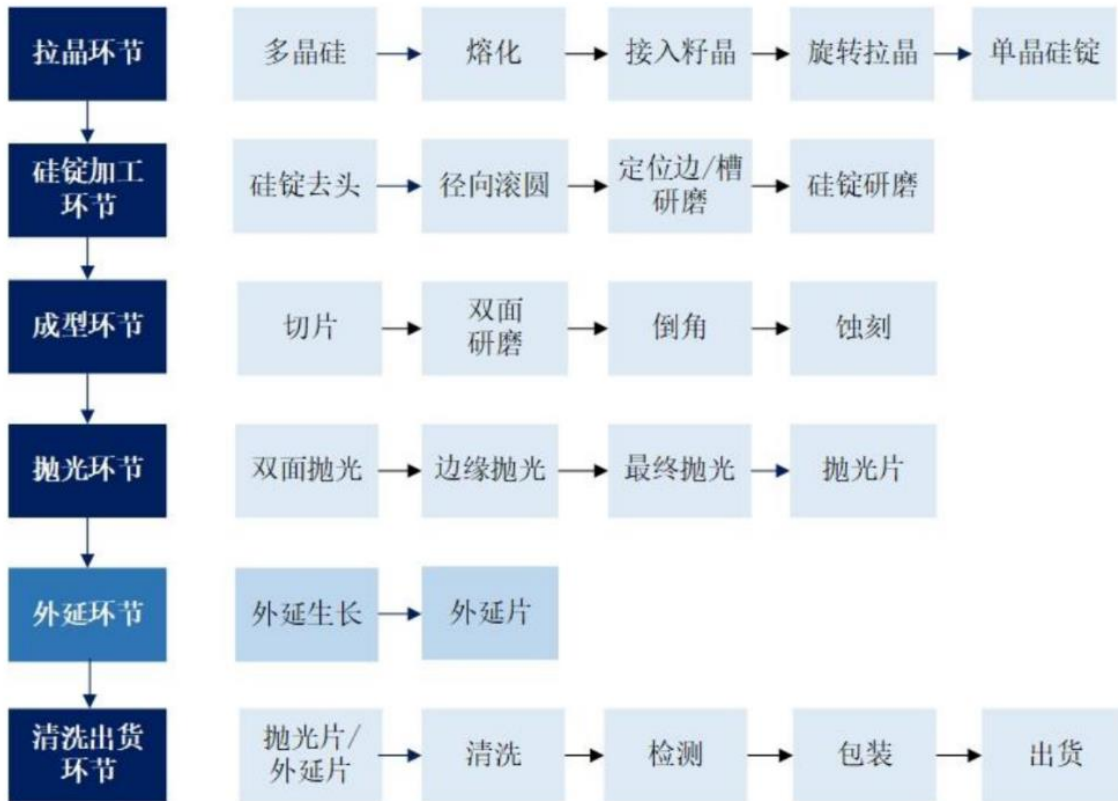 拉晶环节
多晶硅
熔化
接入籽晶
旋转拉晶
单晶硅锭
硅锭加工
环节
硅锭去头
径向滚圆
定位边/槽
研磨
硅锭研磨
成型环节
切片
双面
研磨
倒角
蚀刻
抛光环节
双面抛光
边缘抛光
最终抛光
抛光片
外延环节
外延生长
外延片
清洗出货
环节
抛光片/
外延片
清洗
检测
包装
出货